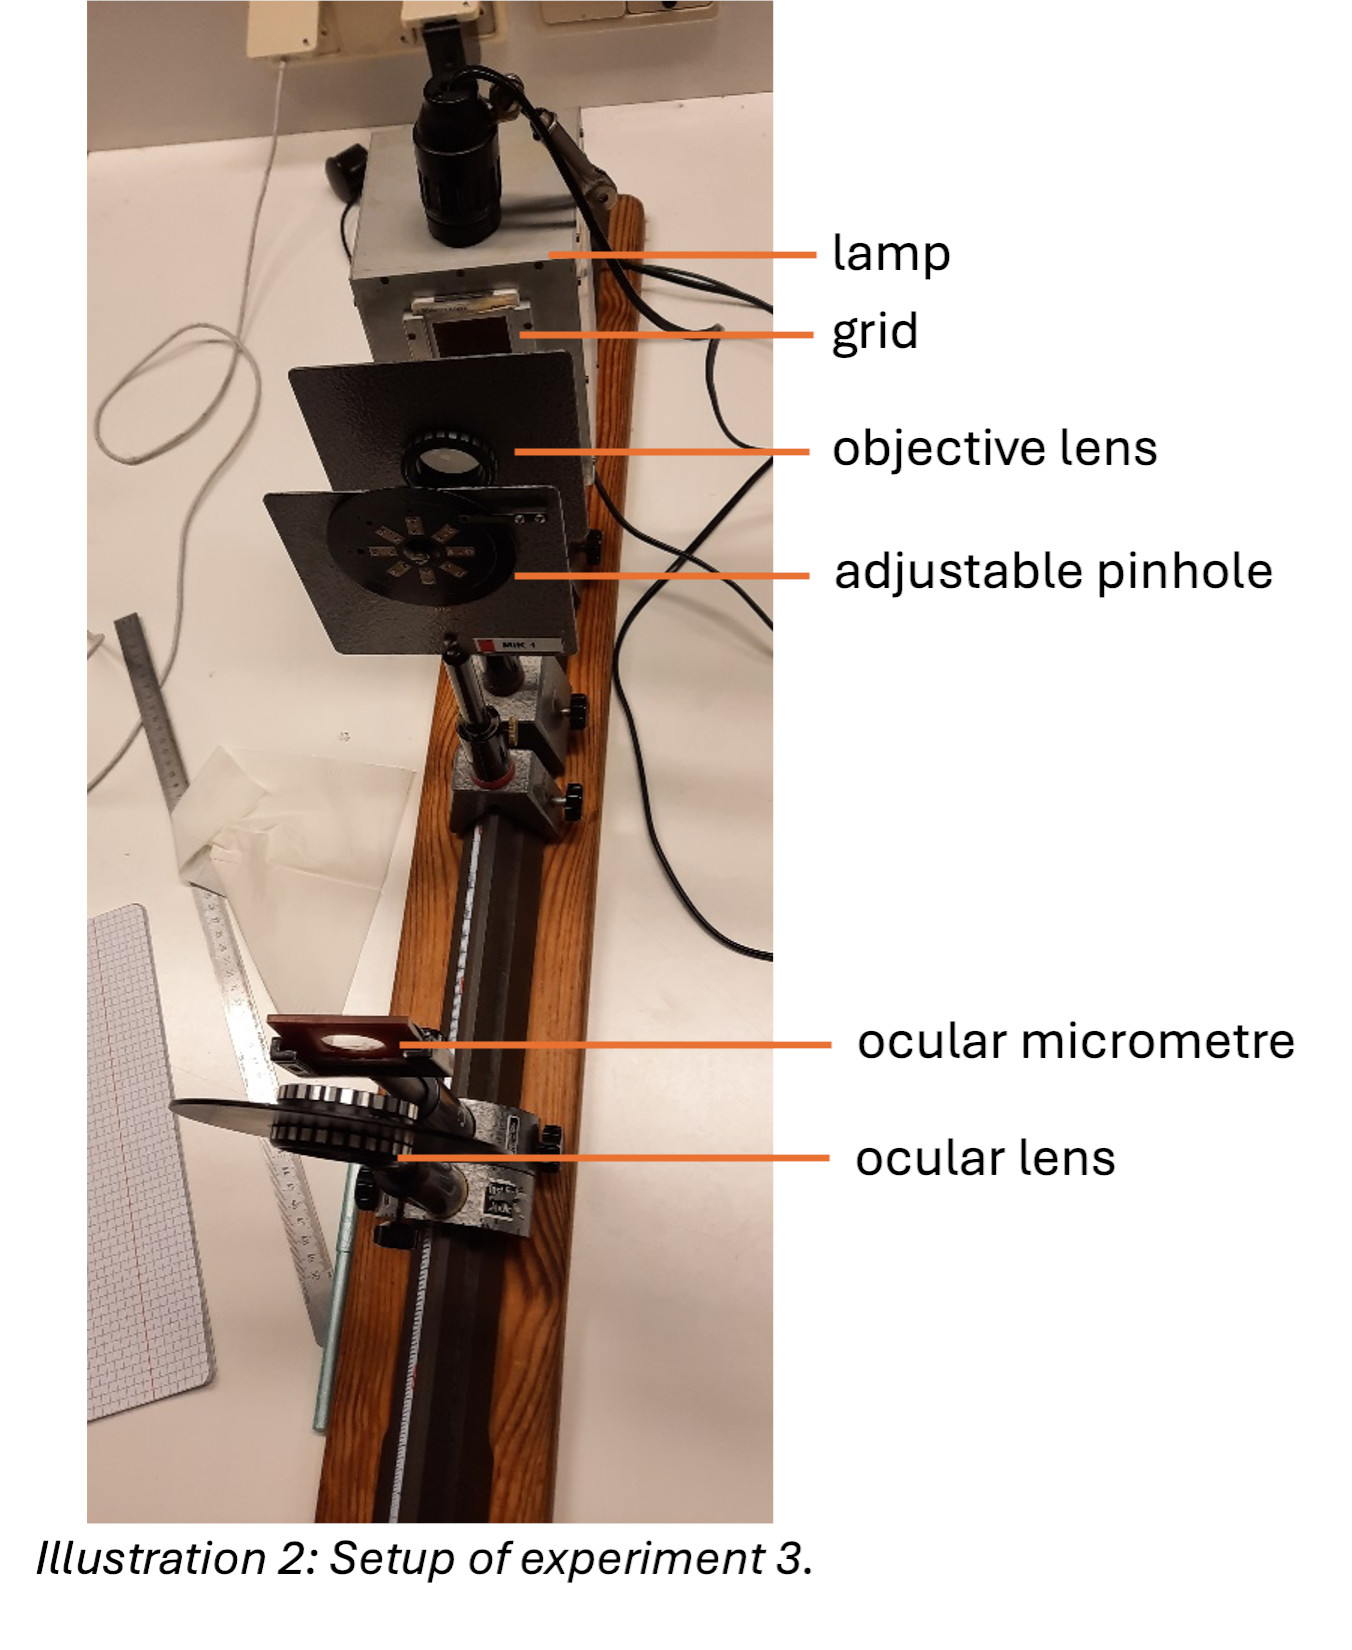 lamp
grid
objective lens
adjustable pinhole
MIK 1
ocular micrometre
ocular lens
Illustration 2: Setup of experiment 3.